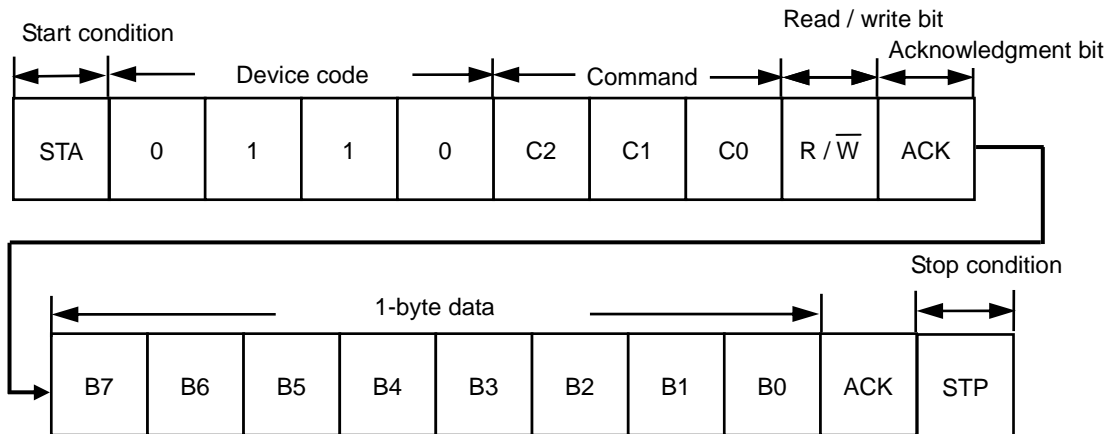 Read / write bit
Start condition
Acknowledgment bit
Device code
Command
STA 0 1 1 0 C2 C1 C0 R / W̅ ACK
Stop condition
1-byte data
B7 B6 B5 B4 B3 B2 B1 B0 ACK STP